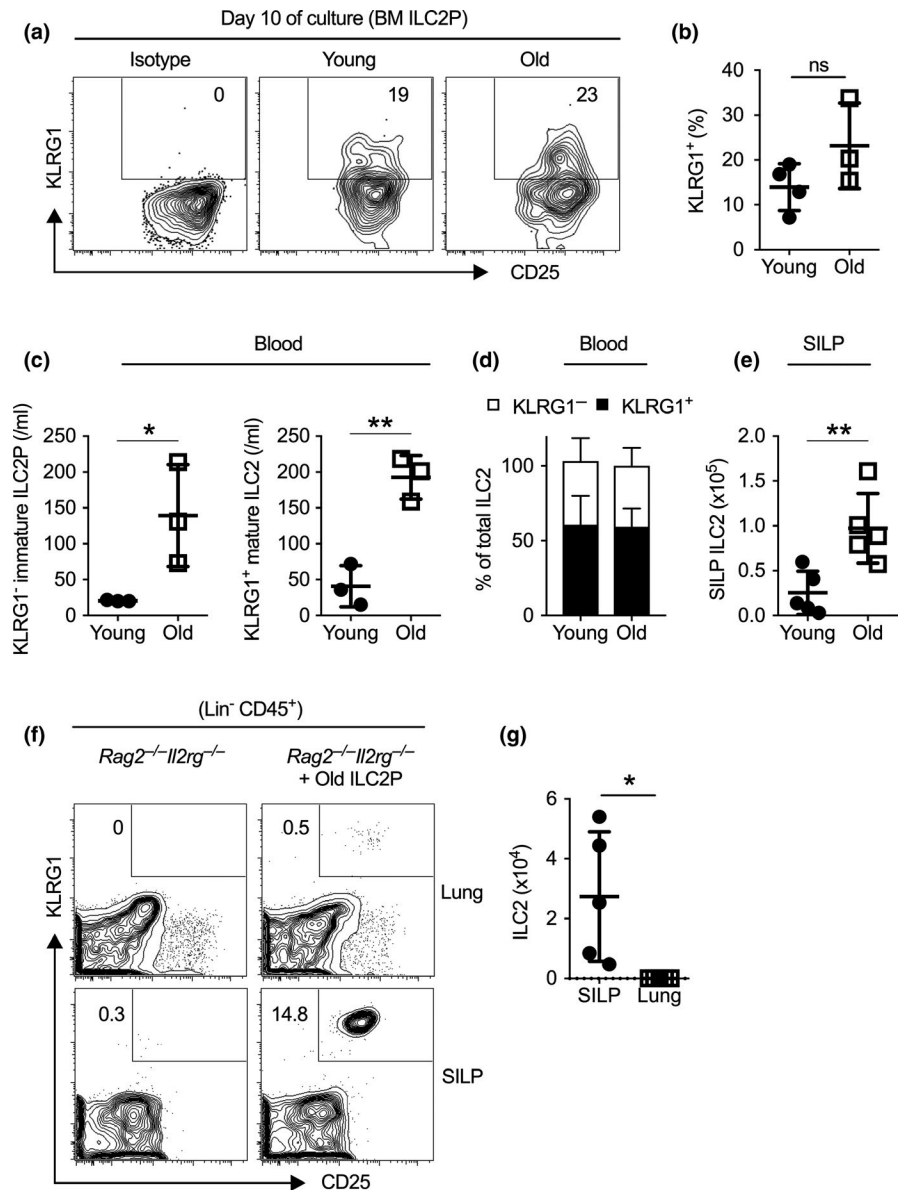 (a)
Day 10 of culture (BM ILC2P)
Isotype
Young
Old
0
19
23
KLRG1
CD25
(b)
ns
KLRG1⁺ (%)
40
30
20
10
0
Young
Old
(c)
Blood
KLRG1⁻ immature ILC2P (/ml)
250
200
150
100
50
0
*
Young
Old
KLRG1⁺ mature ILC2 (/ml)
250
200
150
100
50
0
**
Young
Old
(d)
Blood
KLRG1⁻
KLRG1⁺
% of total ILC2
100
50
0
Young
Old
(e)
SILP
SILP ILC2 (x10⁵)
2.0
1.5
1.0
0.5
0.0
**
Young
Old
(f)
(Lin⁻ CD45⁺)
Rag2⁻/⁻Il2rg⁻/⁻
Rag2⁻/⁻Il2rg⁻/⁻
+ Old ILC2P
0
0.5
Lung
0.3
14.8
SILP
KLRG1
CD25
(g)
ILC2 (x10⁴)
6
4
2
0
*
SILP
Lung